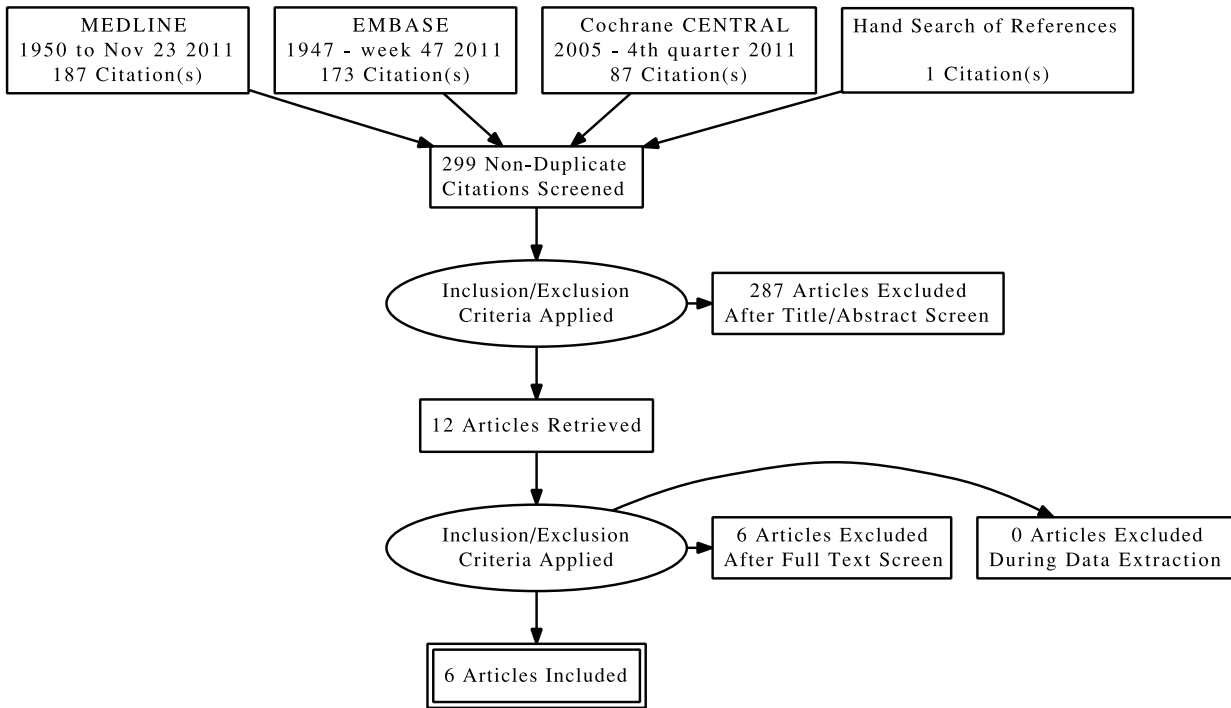 MEDLINE
1950 to Nov 23 2011
187 Citation(s)
EMBASE
1947 - week 47 2011
173 Citation(s)
Cochrane CENTRAL
2005 - 4th quarter 2011
87 Citation(s)
Hand Search of References
1 Citation(s)
299 Non-Duplicate
Citations Screened
Inclusion/Exclusion
Criteria Applied
287 Articles Excluded
After Title/Abstract Screen
12 Articles Retrieved
Inclusion/Exclusion
Criteria Applied
6 Articles Excluded
After Full Text Screen
0 Articles Excluded
During Data Extraction
6 Articles Included